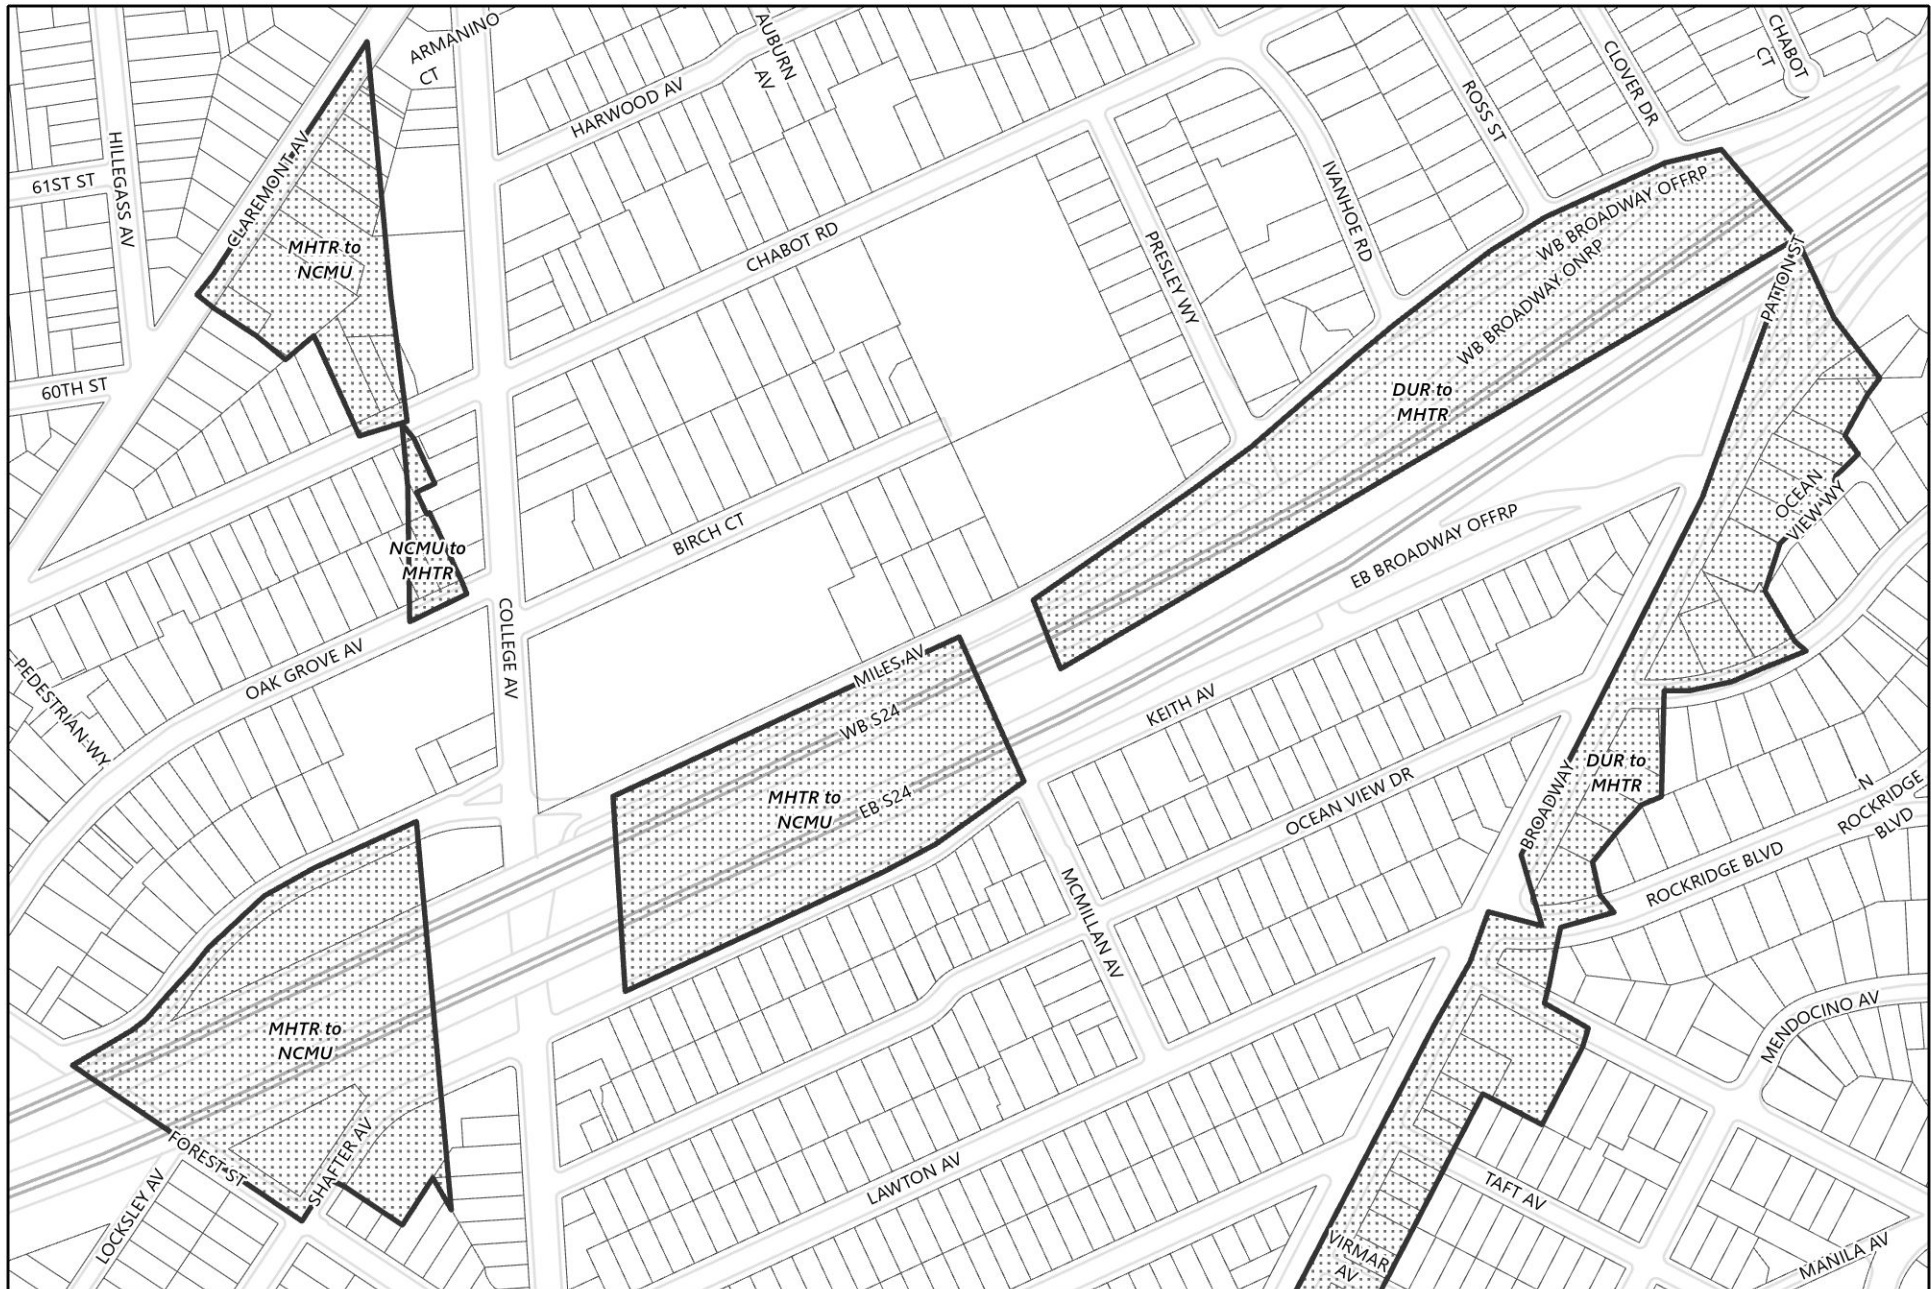 ARMANINO
CT
AUBURN
AV
CHABOT
CT
HARWOOD AV
CLOVER DR
ROSS ST
HILLEGASS AV
61ST ST
CLAREMONT AV
IVANHOE RD
WB BROADWAY OFFRP
MHTR to
NCMU
CHABOT RD
PRESLEY WY
WB BROADWAY ONRP
PATTON ST
60TH ST
DUR to
MHTR
OCEAN
VIEW WY
BIRCH CT
EB BROADWAY OFFRP
NCMU to
MHTR
COLLEGE AV
OAK GROVE AV
PEDESTRIAN WY
MILES AV
KEITH AV
WB S24
DUR to
MHTR
MHTR to
NCMU
EB S24
OCEAN VIEW DR
BROADWAY
N
ROCKRIDGE
BLVD
ROCKRIDGE BLVD
MCMILLAN AV
MHTR to
NCMU
MENDOCINO AV
FOREST ST
SHAFTER AV
LOCKSLEY AV
LAWTON AV
TAFT AV
VIRMAR
AV
MANILA AV